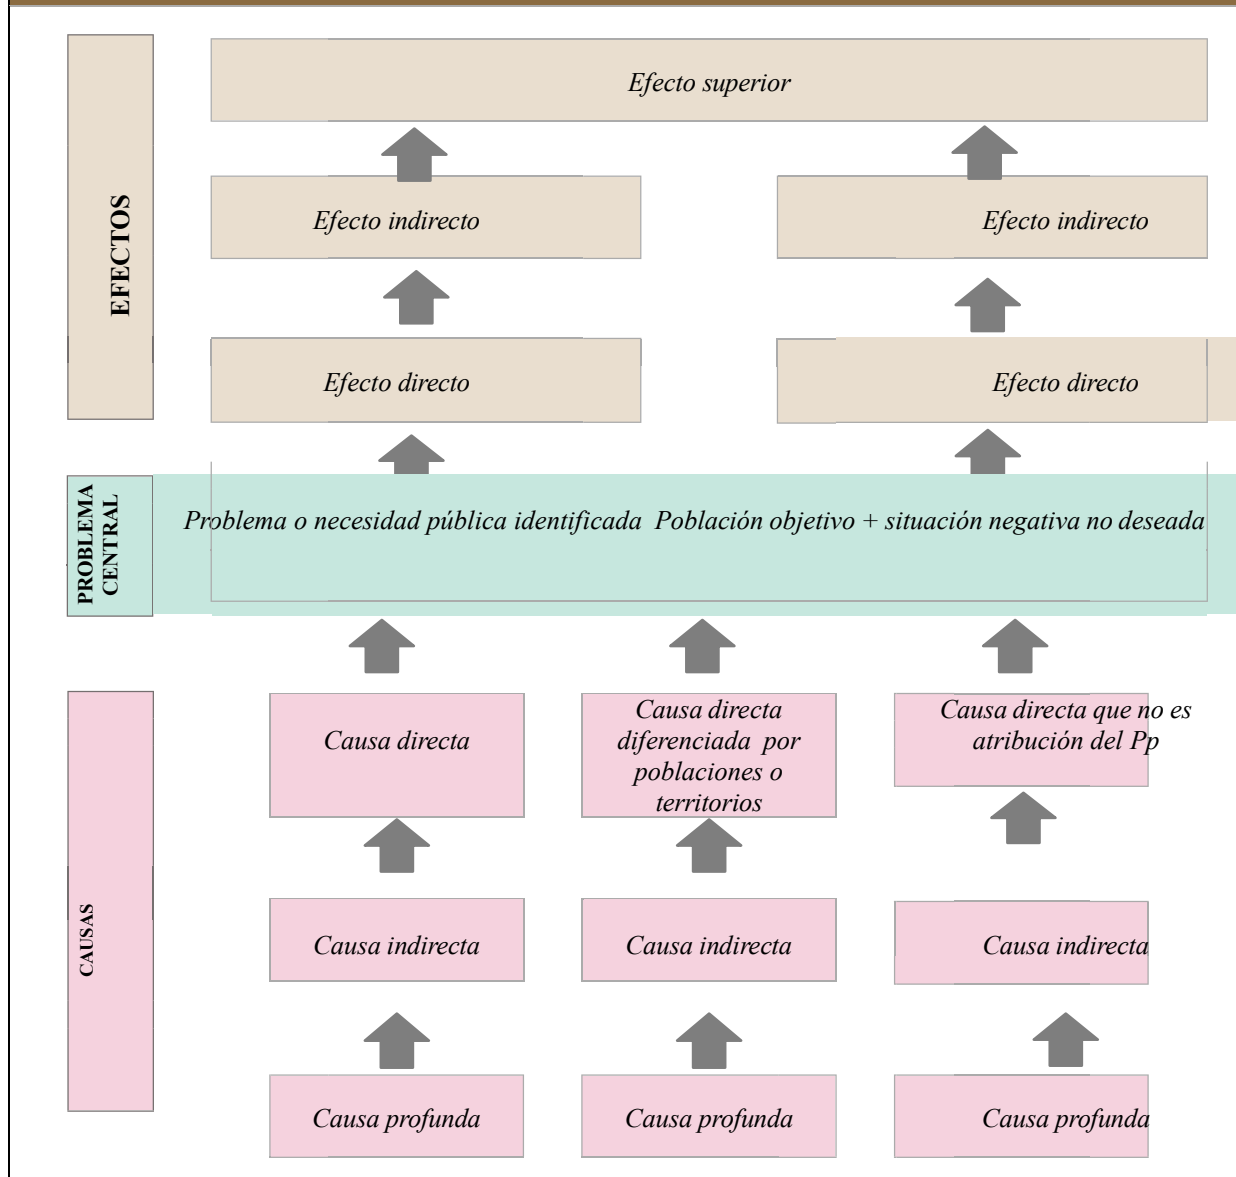 EFECTOS
Efecto superior
Efecto indirecto
Efecto indirecto
Efecto directo
Efecto directo
PROBLEMA
CENTRAL
Problema o necesidad pública identificada Población objetivo + situación negativa no deseada
CAUSAS
Causa directa
Causa directa
diferenciada por
poblaciones o
territorios
Causa directa que no es
atribución del Pp
Causa indirecta
Causa indirecta
Causa indirecta
Causa profunda
Causa profunda
Causa profunda